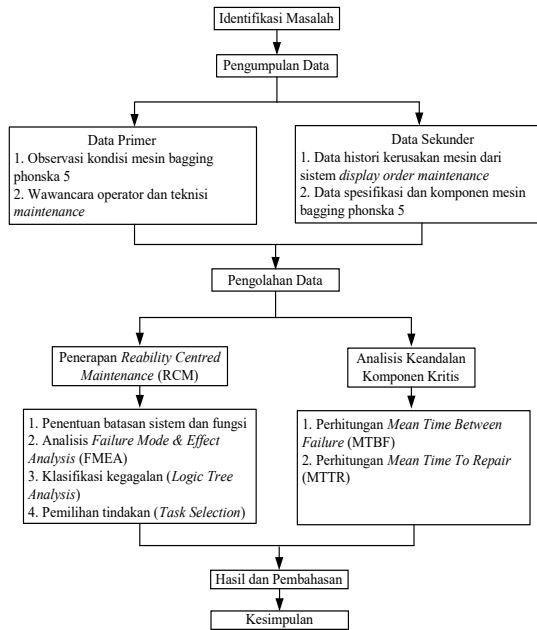 Identifikasi Masalah
Pengumpulan Data
Data Primer
1. Observasi kondisi mesin bagging
phonska 5
2. Wawancara operator dan teknisi
maintenance
Data Sekunder
1. Data histori kerusakan mesin dari
sistem display order maintenance
2. Data spesifikasi dan komponen mesin
bagging phonska 5
Pengolahan Data
Penerapan Reability Centred
Maintenance (RCM)
Analisis Keandalan
Komponen Kritis
1. Penentuan batasan sistem dan fungsi
2. Analisis Failure Mode & Effect
Analysis (FMEA)
3. Klasifikasi kegagalan (Logic Tree
Analysis)
4. Pemilihan tindakan (Task Selection)
1. Perhitungan Mean Time Between
Failure (MTBF)
2. Perhitungan Mean Time To Repair
(MTTR)
Hasil dan Pembahasan
Kesimpulan